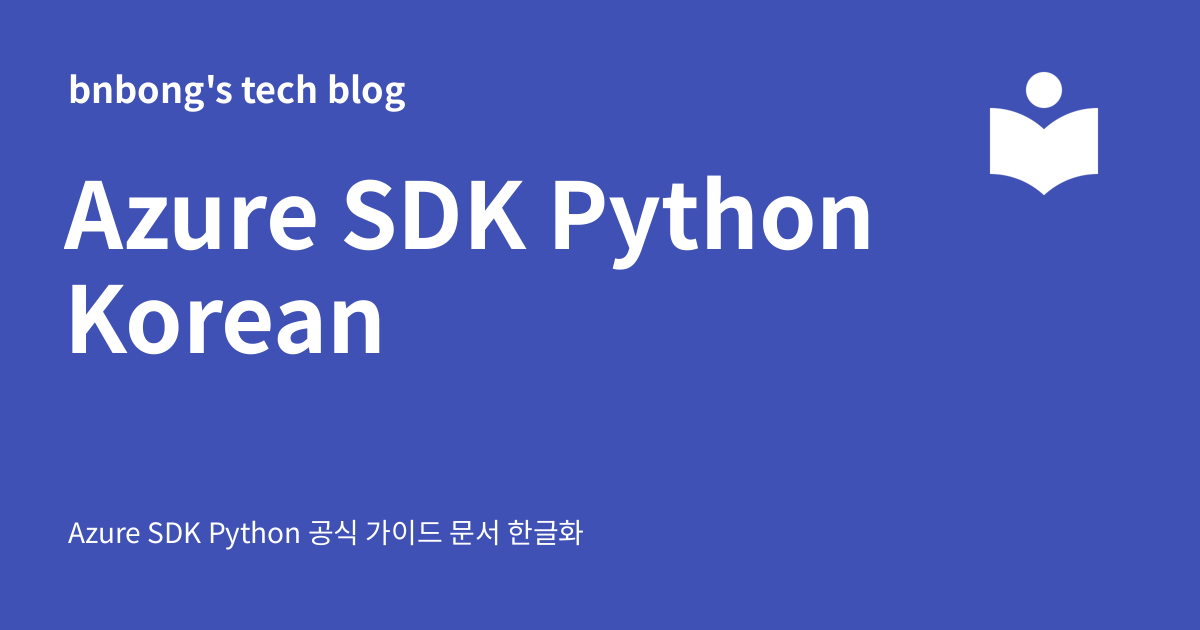 bnbong's tech blog
Azure SDK Python
Korean
Azure SDK Python 공식 가이드 문서 한글화